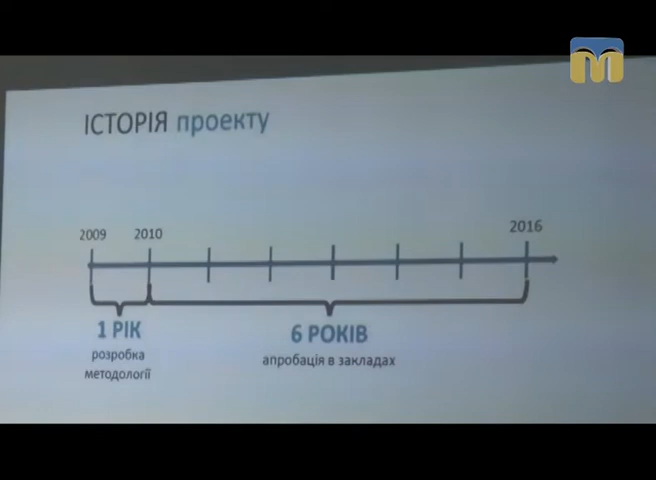 ІСТОРІЯ проекту
2009 2010 2016
1 РІК
розробка
методології
6 РОКІВ
апробація в закладах